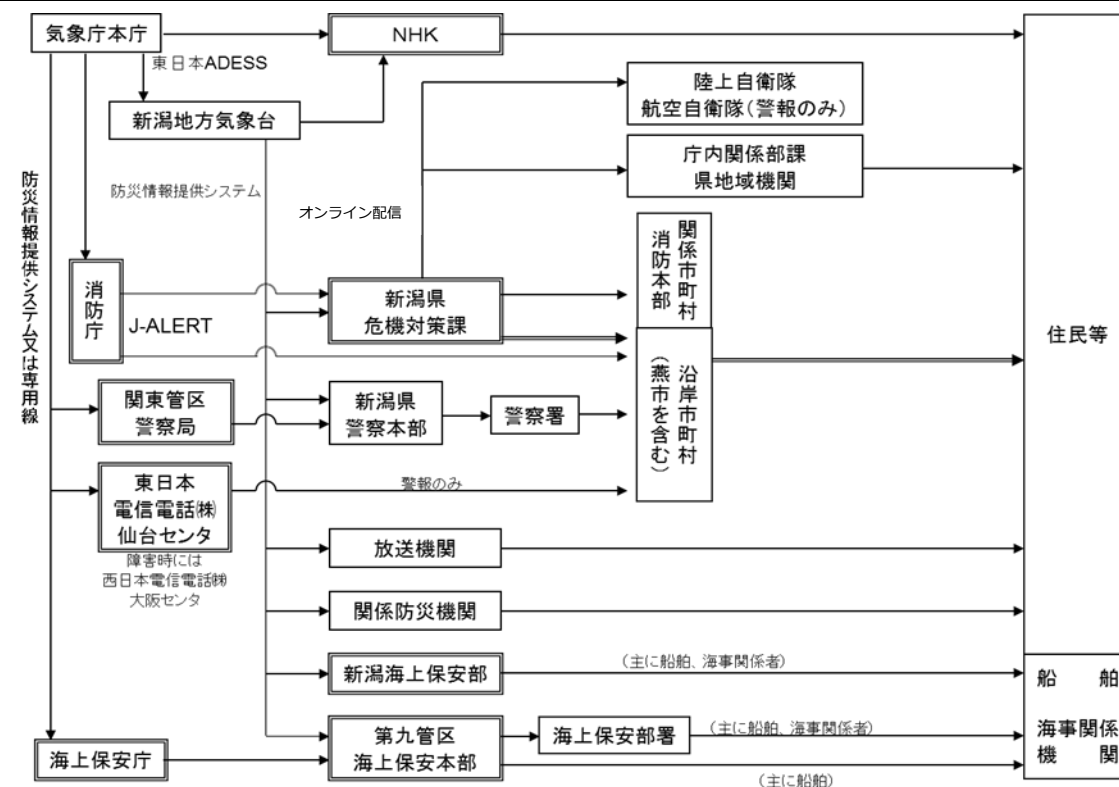 気象庁本庁
NHK
東日本ADESS
新潟地方気象台
陸上自衛隊
航空自衛隊（警報のみ）
庁内関係部課
県地域機関
防災情報提供システム又は専用線
防災情報提供システム
オンライン配信
消防庁
J-ALERT
新潟県
危機対策課
関係市町村
消防本部
沿岸市町村
（燕市を含む）
住民等
関東管区
警察局
新潟県
警察本部
警察署
東日本
電信電話㈱
仙台センタ
障害時には
西日本電信電話㈱
大阪センタ
警報のみ
放送機関
関係防災機関
新潟海上保安部
（主に船舶、海事関係者）
船　舶
海事関係
機　関
海上保安庁
第九管区
海上保安本部
海上保安部署
（主に船舶、海事関係者）
（主に船舶）